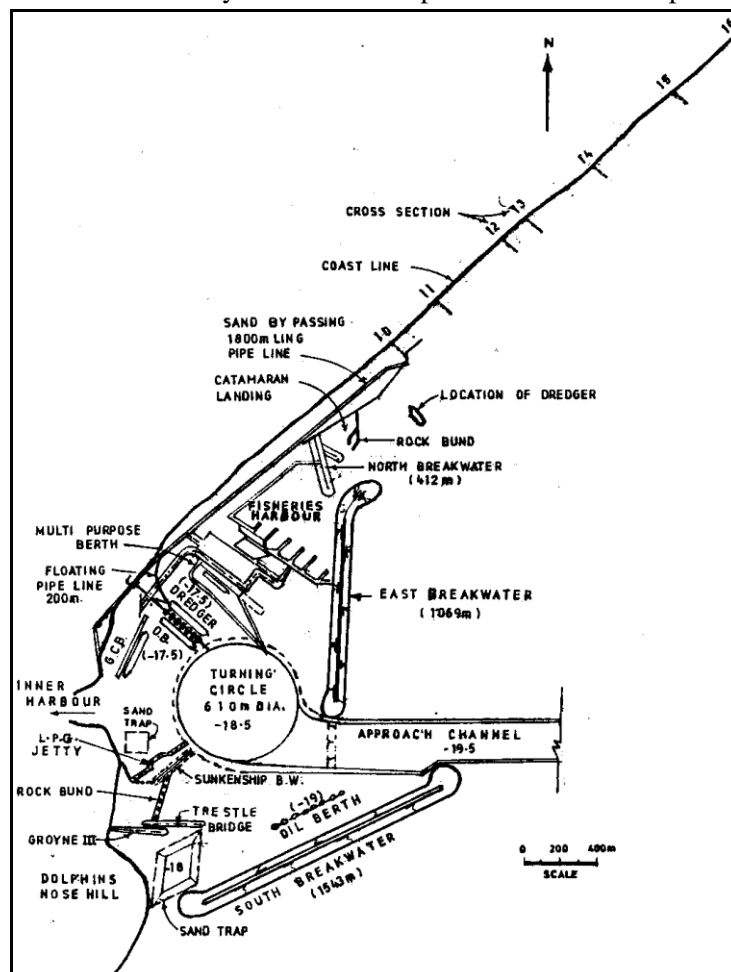 N
16
15
14
13
12
CROSS SECTION
COAST LINE
11
10
SAND BY PASSING
1800m LING
PIPE LINE
CATAMARAN
LANDING
LOCATION OF DREDGER
ROCK BUND
NORTH BREAKWATER
(412m)
FISHERIES
HARBOUR
MULTI PURPOSE
BERTH
FLOATING
PIPE LINE
200m.
(-17.5)
DREDGER
EAST BREAKWATER
(1069m)
G.C.B.
O.B.
(-17.5)
TURNING
CIRCLE
610m DIA.
-18.5
INNER
HARBOUR
SAND
TRAP
APPROACH CHANNEL
-19.5
L.P.G.
JETTY
SUNKENSHIP B.W.
ROCK BUND
TRESTLE
BRIDGE
(-19)
OIL BERTH
GROYNE III
-18
DOLPHINS
NOSE HILL
SOUTH BREAKWATER
(1543m)
SAND TRAP
0 200 400m
SCALE